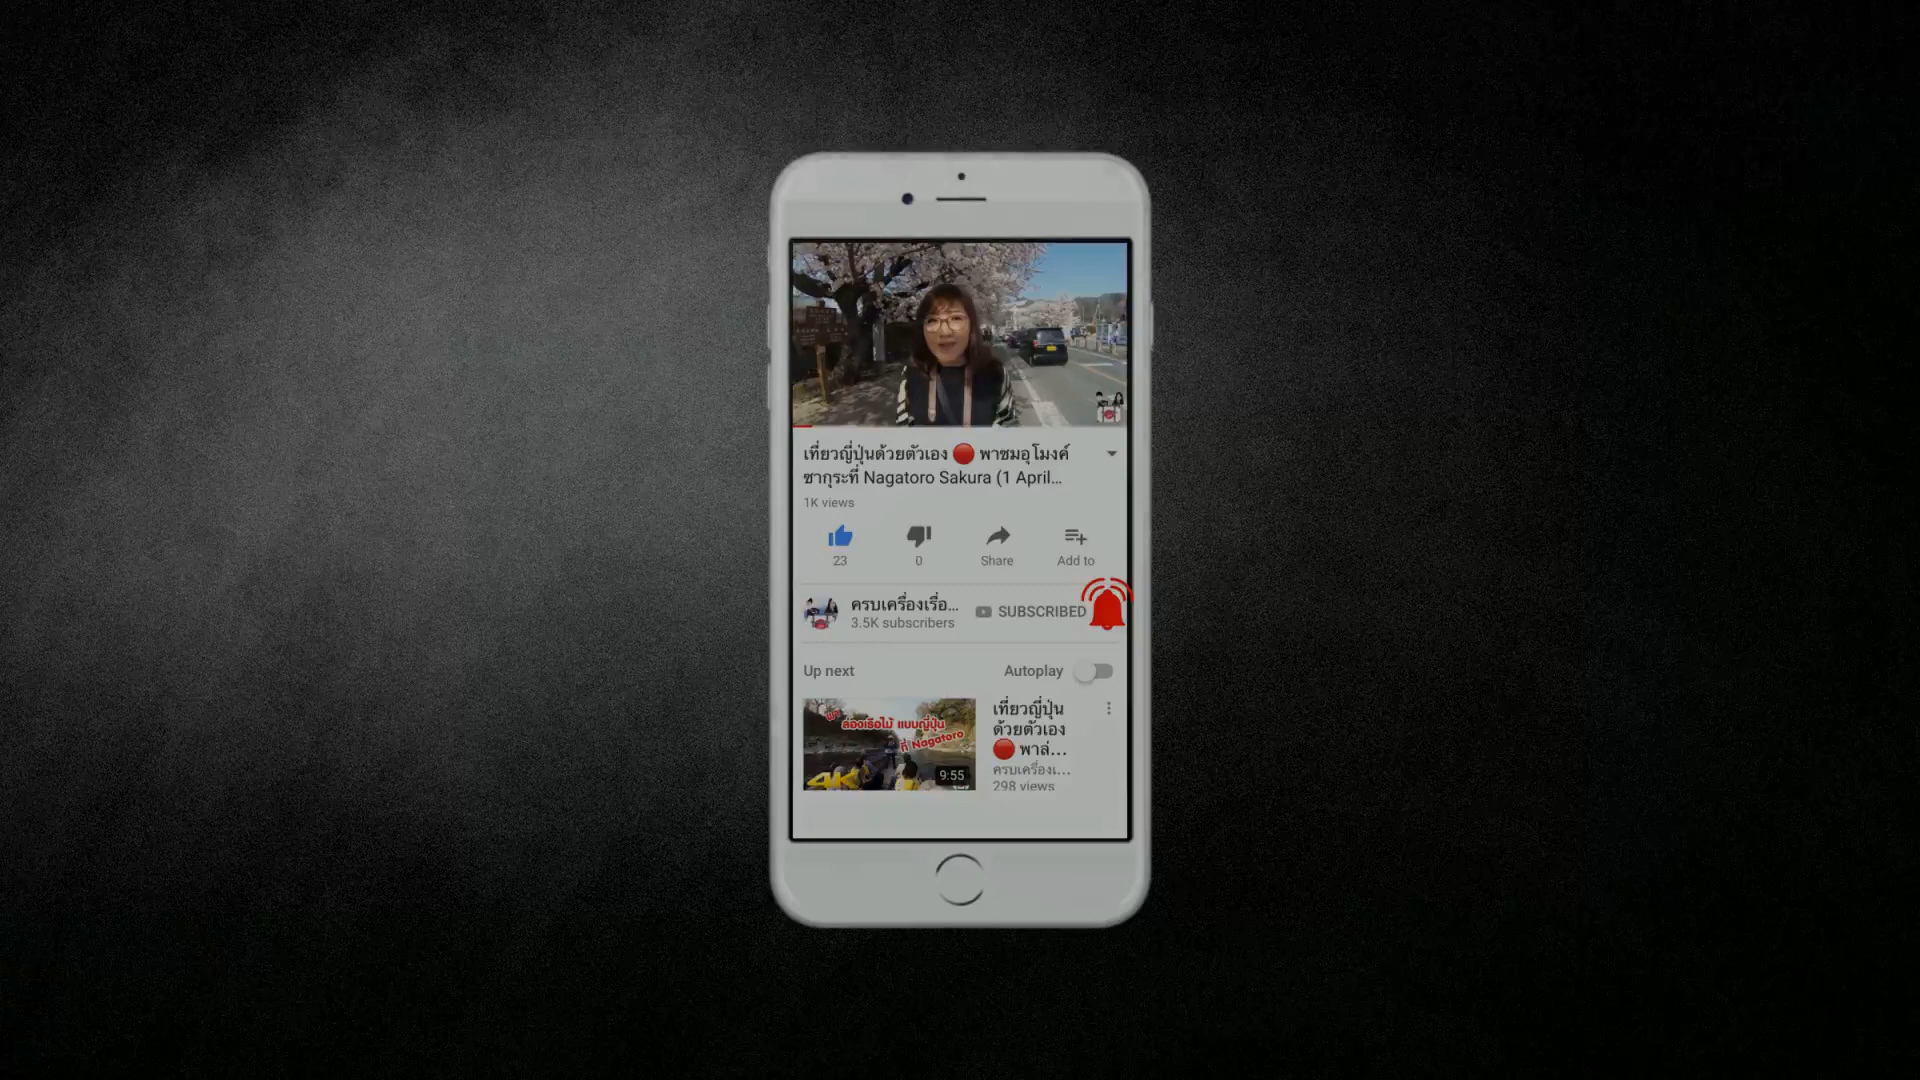 เที่ยวญี่ปุ่นด้วยตัวเอง 🔴 พาชมอุโมงค์
ซากุระที่ Nagatoro Sakura (1 April...
1K views
23
0
Share
Add to
ครบเครื่องเรื่อ...
3.5K subscribers
SUBSCRIBED
Up next
Autoplay
พา
ล่องเรือไม้ แบบญี่ปุ่น
ที่ Nagatoro
4K
9:55
เที่ยวญี่ปุ่น
ด้วยตัวเอง
🔴 พาล่...
ครบเครื่องเ...
298 views